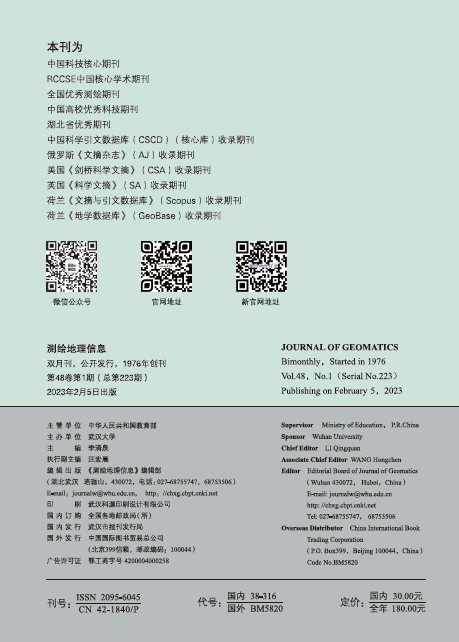 本刊为
中国科技核心期刊
RCCSE中国核心学术期刊
全国优秀测绘期刊
中国高校优秀科技期刊
湖北省优秀期刊
中国科学引文数据库（CSCD）（核心库）收录期刊
俄罗斯《文摘杂志》（AJ）收录期刊
美国《剑桥科学文摘》（CSA）收录期刊
英国《科学文摘》（SA）收录期刊
荷兰《文摘与引文数据库》（Scopus）收录期刊
荷兰《地学数据库》（GeoBase）收录期刊
微信公众号 官网地址 新官网地址
测绘地理信息
双月刊，公开发行，1976年创刊
第48卷第1期（总第223期）
2023年2月5日出版
JOURNAL OF GEOMATICS
Bimonthly，Started in 1976
Vol.48，No.1（Serial No.223）
Publishing on February 5，2023
主管单位 中华人民共和国教育部
主办单位 武汉大学
主编 李清泉
执行副主编 汪宏晨
编辑出版 《测绘地理信息》编辑部
（湖北武汉 珞珈山，430072，电话：027-68755747，68753506）
E-mail：journalw@whu.edu.cn， http：//chxg.cbpt.cnki.net
印刷 武汉科源印刷设计有限公司
国内订购 全国各地邮政局（所）
国内发行 武汉市报刊发行局
国外发行 中国国际图书贸易总公司
（北京399信箱，邮政编码：100044）
广告许可证 鄂工商字号 4200004000258
Supervisor Ministry of Education， P.R.China
Sponsor Wuhan University
Chief Editor LI Qingquan
Associate Chief Editor WANG Hongchen
Editor Editorial Board of Journal of Geomatics
（Wuhan 430072， Hubei，China）
E-mail: journalw@whu.edu.cn
http: //chxg.cbpt.cnki.net
Tel: 027-68755747， 68753506
Overseas Distributor China International Book
Trading Corporation
（P.O. Box399，Beijing 100044，China）
Code No.BM5820
刊号：ISSN 2095-6045
CN 42-1840/P
代号：国内 38-316
国外 BM5820
定价：国内 30.00元
全年 180.00元